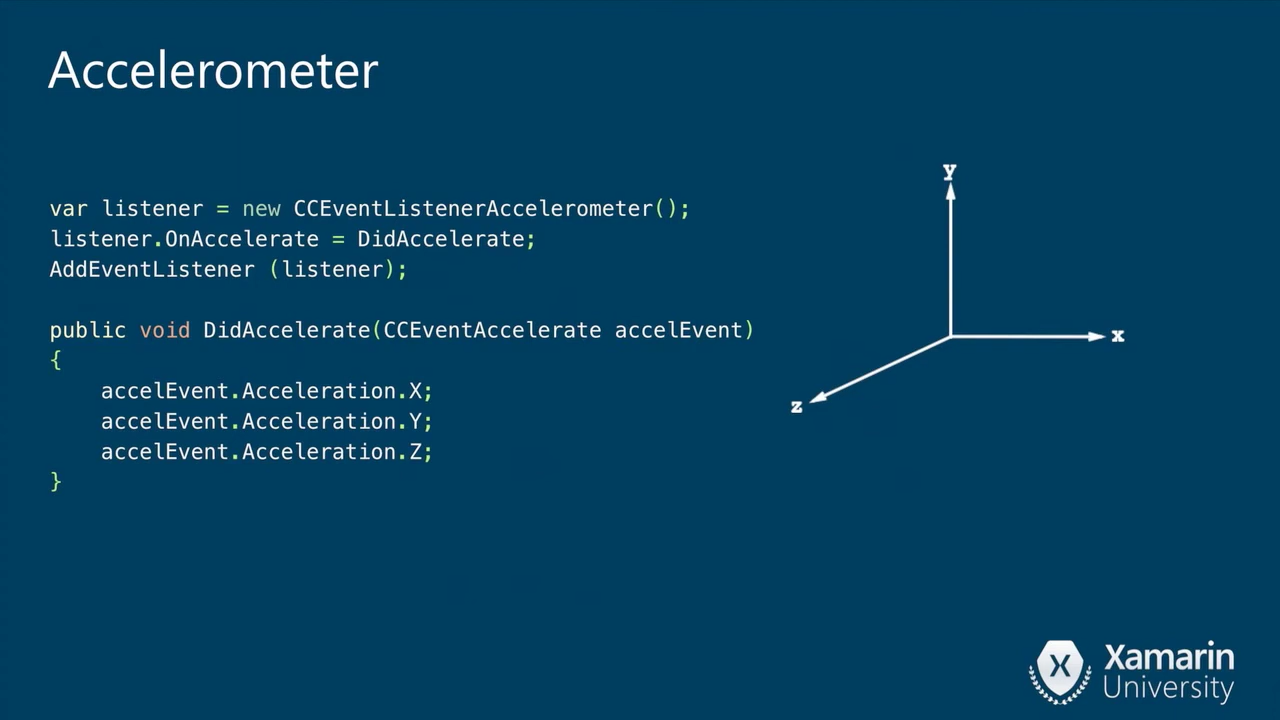 Accelerometer
var listener = new CCEventListenerAccelerometer();
listener.OnAccelerate = DidAccelerate;
AddEventListener (listener);
public void DidAccelerate(CCEventAccelerate accelEvent)
{
    accelEvent.Acceleration.X;
    accelEvent.Acceleration.Y;
    accelEvent.Acceleration.Z;
}
y
x
z
X
Xamarin
University